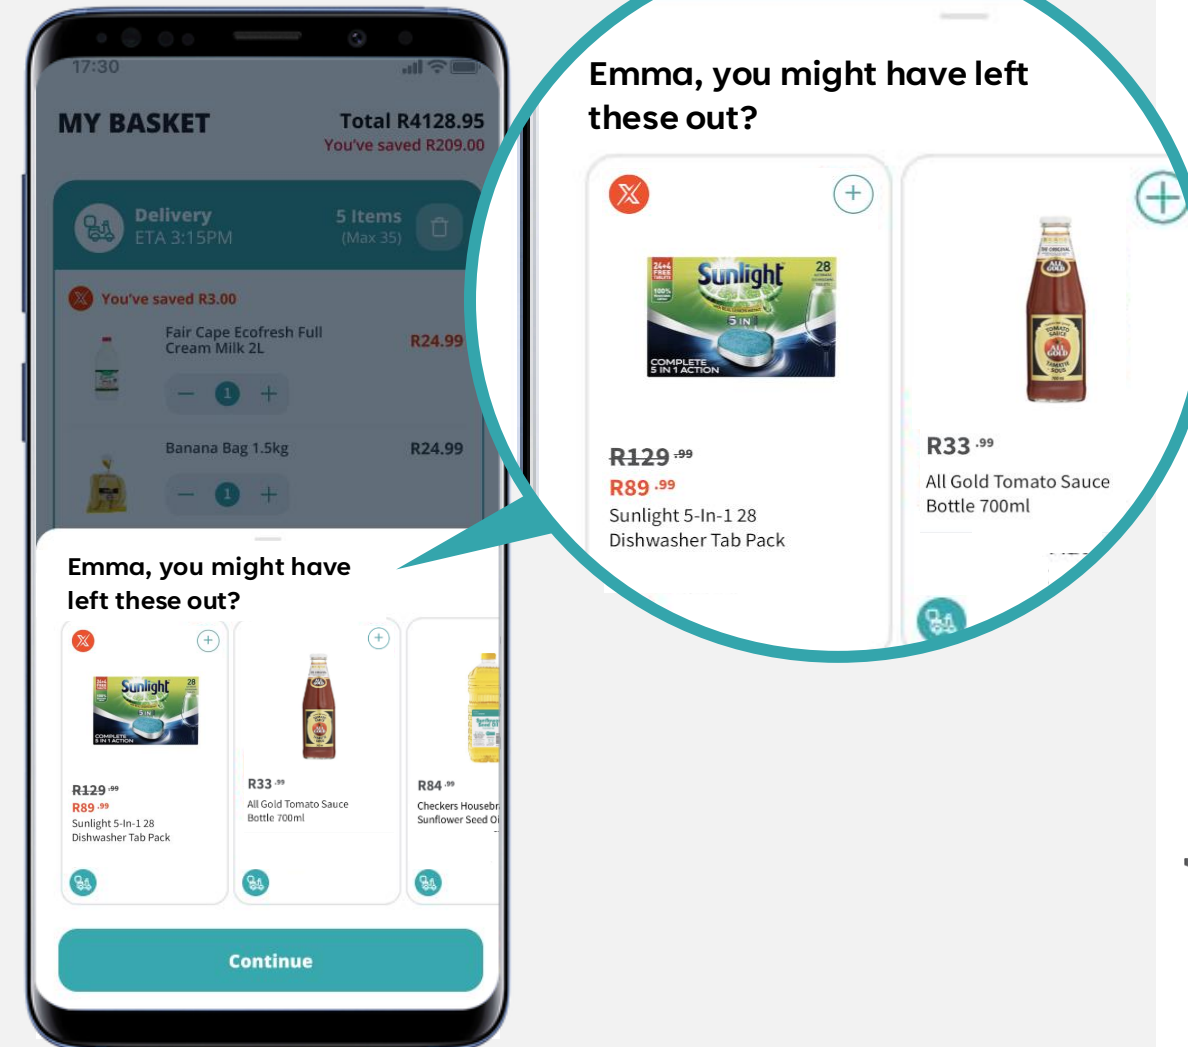 17:30
MY BASKET
Total R4128.95
You've saved R209.00
Delivery
ETA 3:15PM
5 Items
(Max 35)
You've saved R3.00
Fair Cape Ecofresh Full
Cream Milk 2L
R24.99
1
Banana Bag 1.5kg
R24.99
1
Emma, you might have
left these out?
Sunlight
28
5 IN 1
COMPLETE
5 IN 1 ACTION
R129.99
R89.99
Sunlight 5-In-1 28
Dishwasher Tab Pack
R33.99
All Gold Tomato Sauce
Bottle 700ml
R84.99
Checkers Housebr
Sunflower Seed Oi
Continue
Emma, you might have left
these out?
24+4
FREE
100%
Sunlight
28
5 IN 1
COMPLETE
5 IN 1 ACTION
R129.99
R89.99
Sunlight 5-In-1 28
Dishwasher Tab Pack
ALL
GOLD
TOMATO
SAUCE
ALL
GOLD
R33.99
All Gold Tomato Sauce
Bottle 700ml